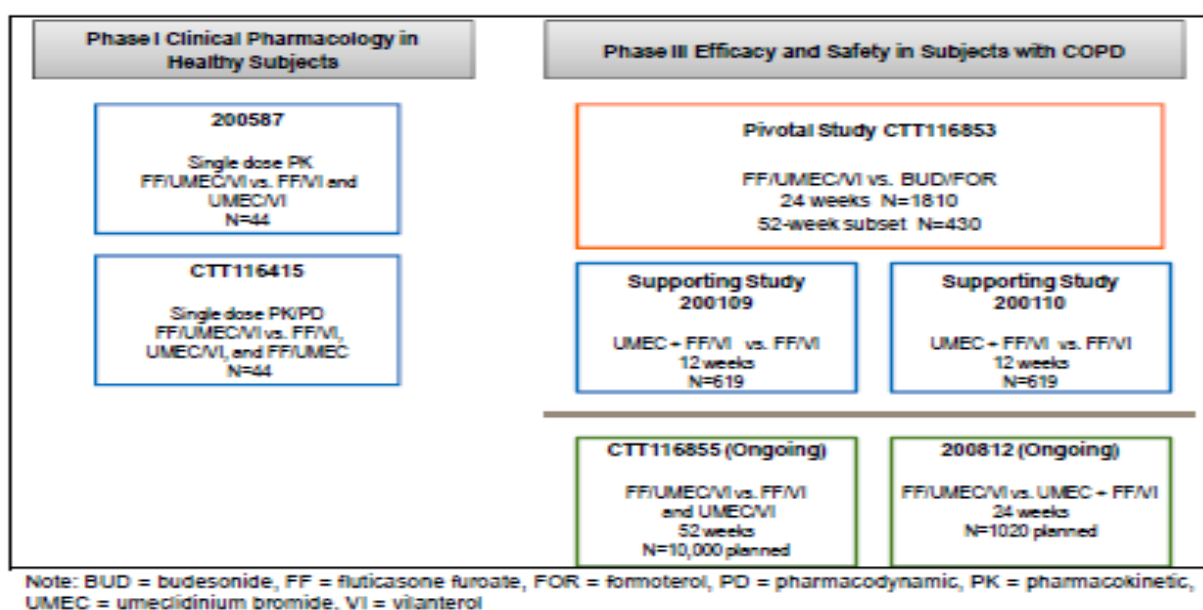 Phase I Clinical Pharmacology in
Healthy Subjects
200587
Single dose PK
FF/UMEC/VI vs. FF/VI and
UMEC/VI
N=44
CTT116415
Single dose PK/PD
FF/UMEC/VI vs. FF/VI,
UMEC/VI, and FF/UMEC
N=44
Phase III Efficacy and Safety in Subjects with COPD
Pivotal Study CTT116853
FF/UMEC/VI vs. BUD/FOR
24 weeks N=1810
52-week subset N=430
Supporting Study
200109
UMEC + FF/VI vs. FF/VI
12 weeks
N=619
Supporting Study
200110
UMEC + FF/VI vs. FF/VI
12 weeks
N=619
CTT116855 (Ongoing)
FF/UMEC/VI vs. FF/VI
and UMEC/VI
52 weeks
N=10,000 planned
200812 (Ongoing)
FF/UMEC/VI vs. UMEC + FF/VI
24 weeks
N=1020 planned
Note: BUD = budesonide, FF = fluticasone furoate, FOR = formoterol, PD = pharmacodynamic, PK = pharmacokinetic,
UMEC = umeclidinium bromide, VI = vilanterol